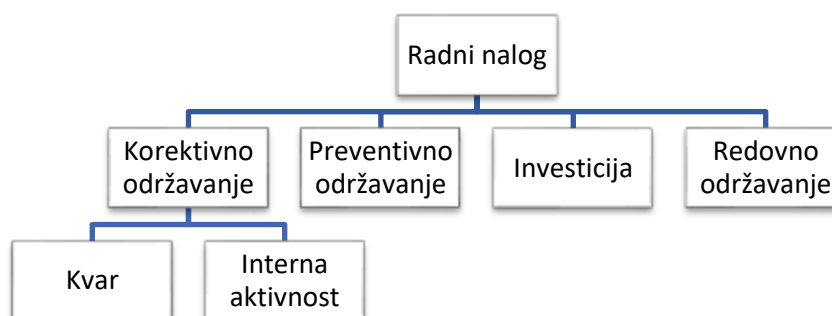 Radni nalog
Korektivno
održavanje
Preventivno
održavanje
Investicija
Redovno
održavanje
Kvar
Interna
aktivnost